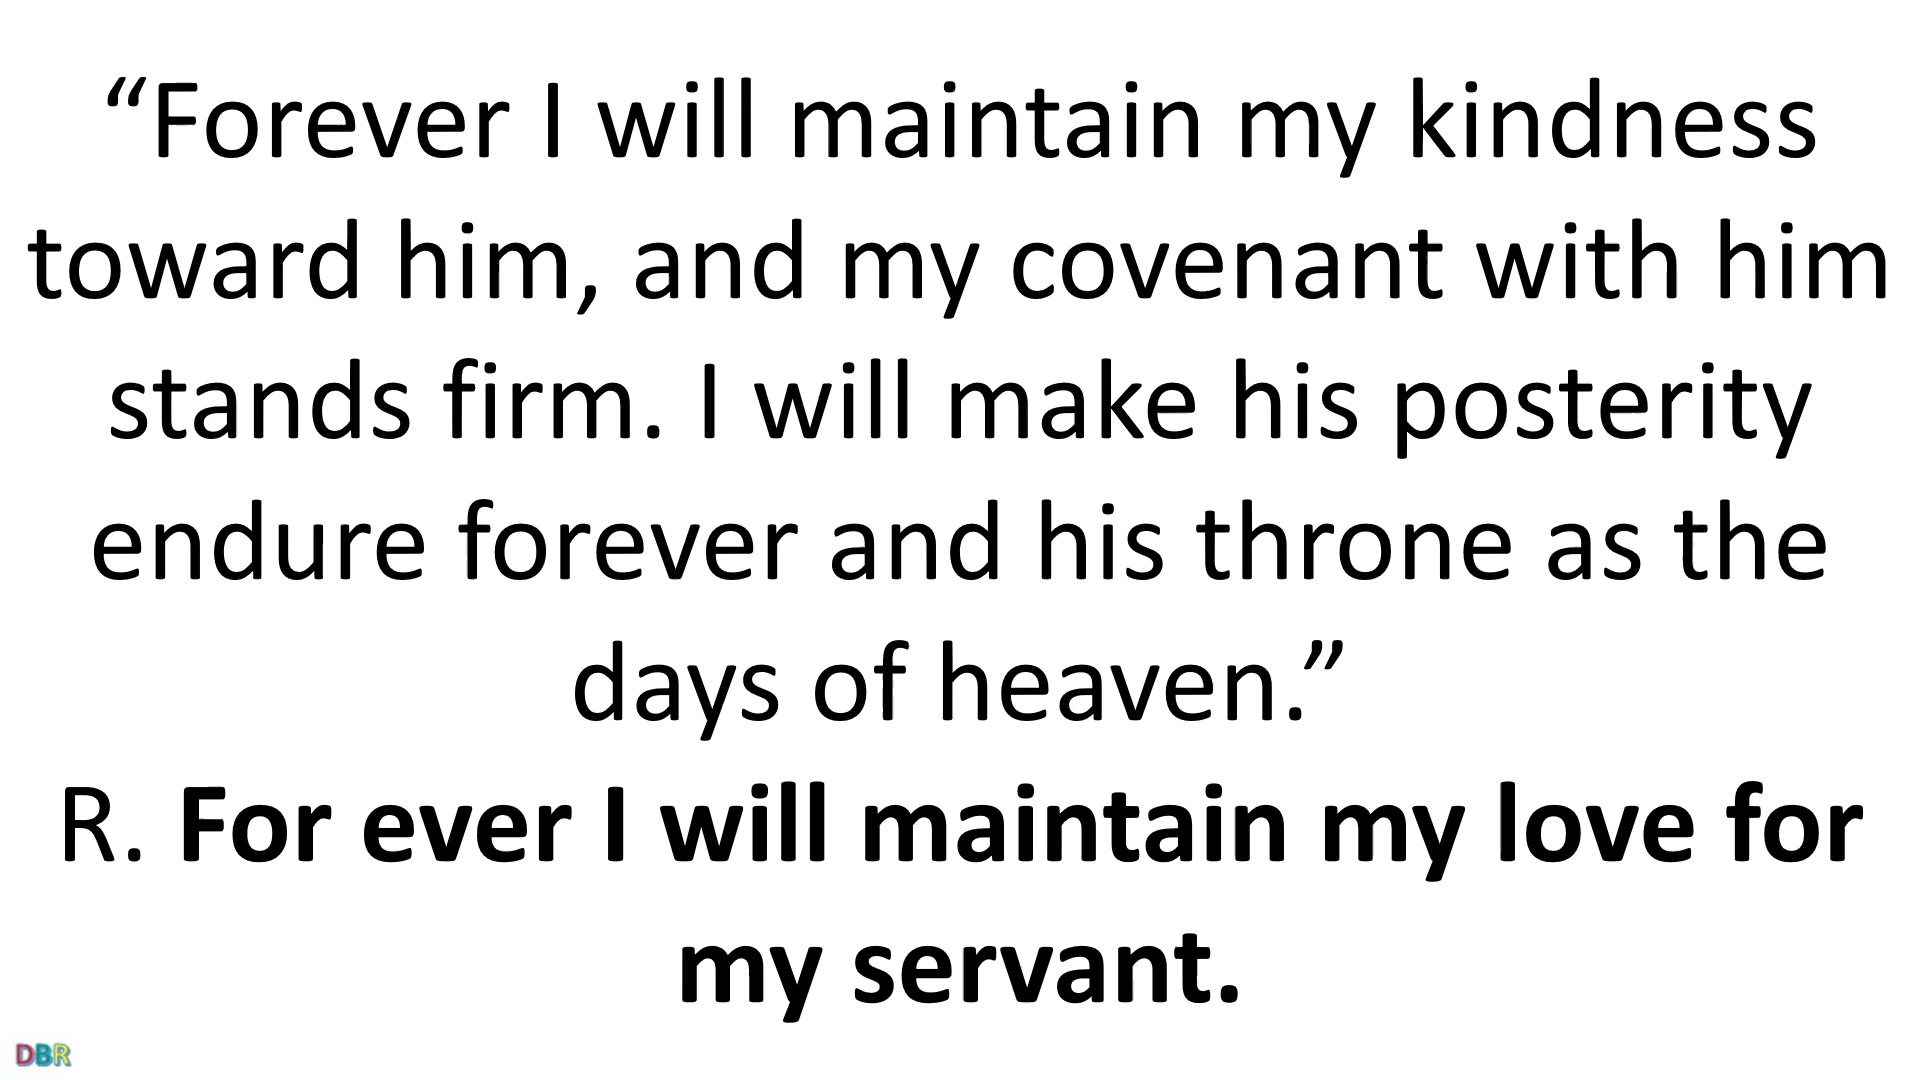 “Forever I will maintain my kindness
toward him, and my covenant with him
stands firm. I will make his posterity
endure forever and his throne as the
days of heaven.”
R. For ever I will maintain my love for
my servant.
DBR